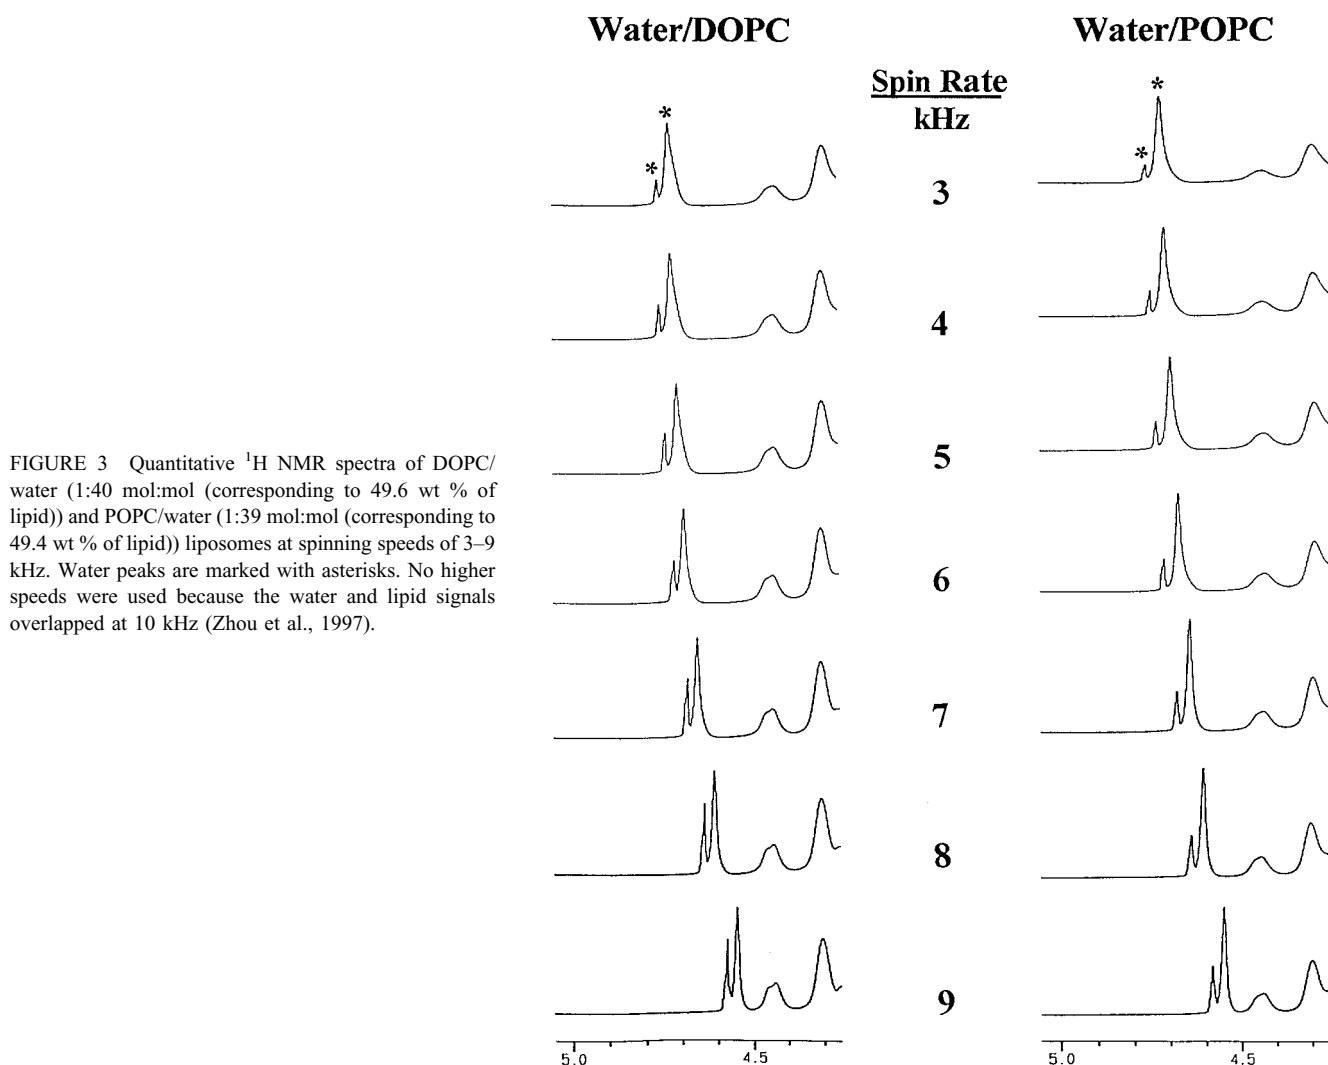 Water/DOPC
Water/POPC
Spin Rate
kHz
*
*
*
*
3
4
5
6
7
8
9
FIGURE 3 Quantitative ¹H NMR spectra of DOPC/
water (1:40 mol:mol (corresponding to 49.6 wt % of
lipid)) and POPC/water (1:39 mol:mol (corresponding to
49.4 wt % of lipid)) liposomes at spinning speeds of 3–9
kHz. Water peaks are marked with asterisks. No higher
speeds were used because the water and lipid signals
overlapped at 10 kHz (Zhou et al., 1997).
5.0 4.5
5.0 4.5